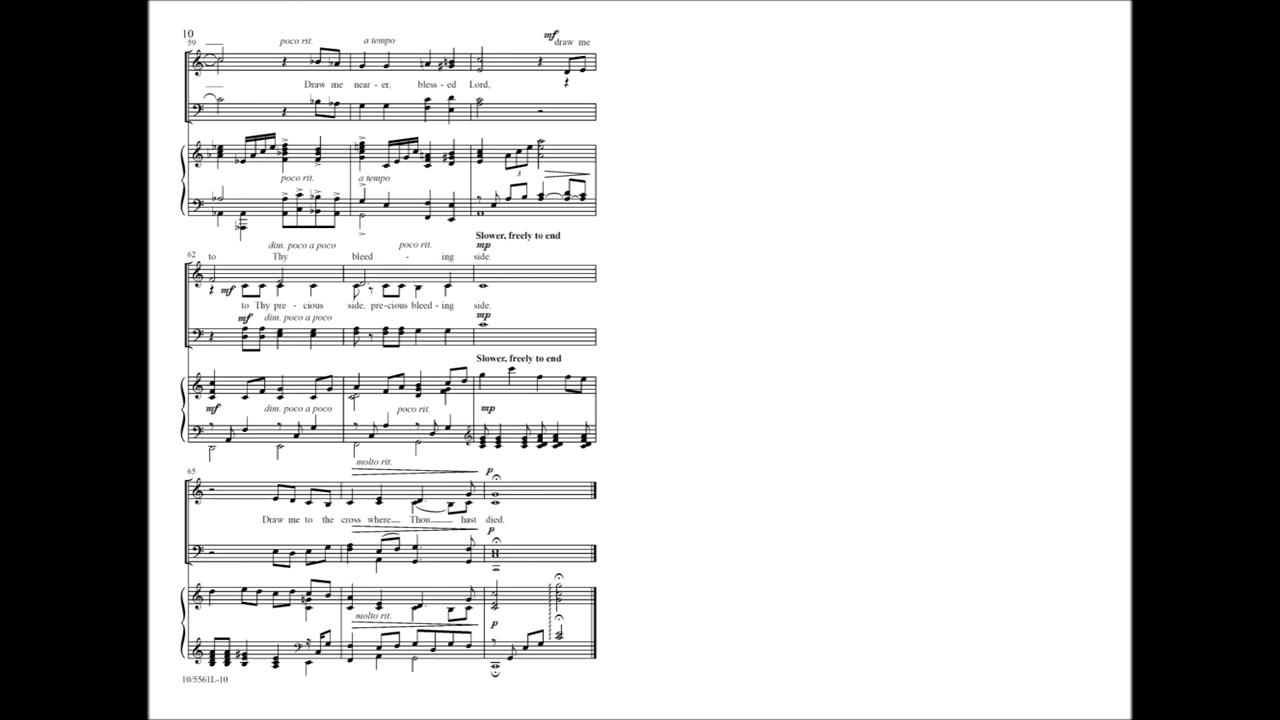 10
59
poco rit.
a tempo
mf
draw me
Draw me near - er, bless - ed Lord,
3
poco rit.
a tempo
Slower, freely to end
62
dim. poco a poco
poco rit.
mp
to Thy bleed - ing side.
mf
to Thy pre - cious side, pre-cious bleed - ing side.
mf
dim. poco a poco
mp
Slower, freely to end
mf
dim. poco a poco
poco rit.
mp
65
molto rit.
p
Draw me to the cross where Thou hast died.
p
molto rit.
p
10/5561L-10